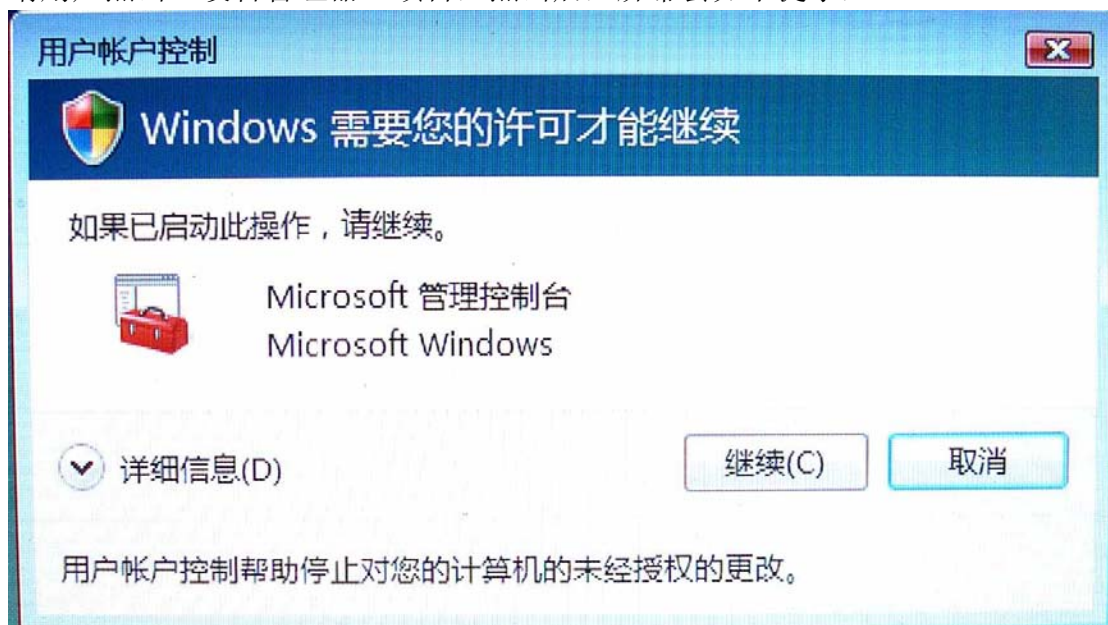 用户帐户控制
Windows 需要您的许可才能继续
如果已启动此操作，请继续。
Microsoft 管理控制台
Microsoft Windows
详细信息(D)
继续(C)
取消
用户帐户控制帮助停止对您的计算机的未经授权的更改。